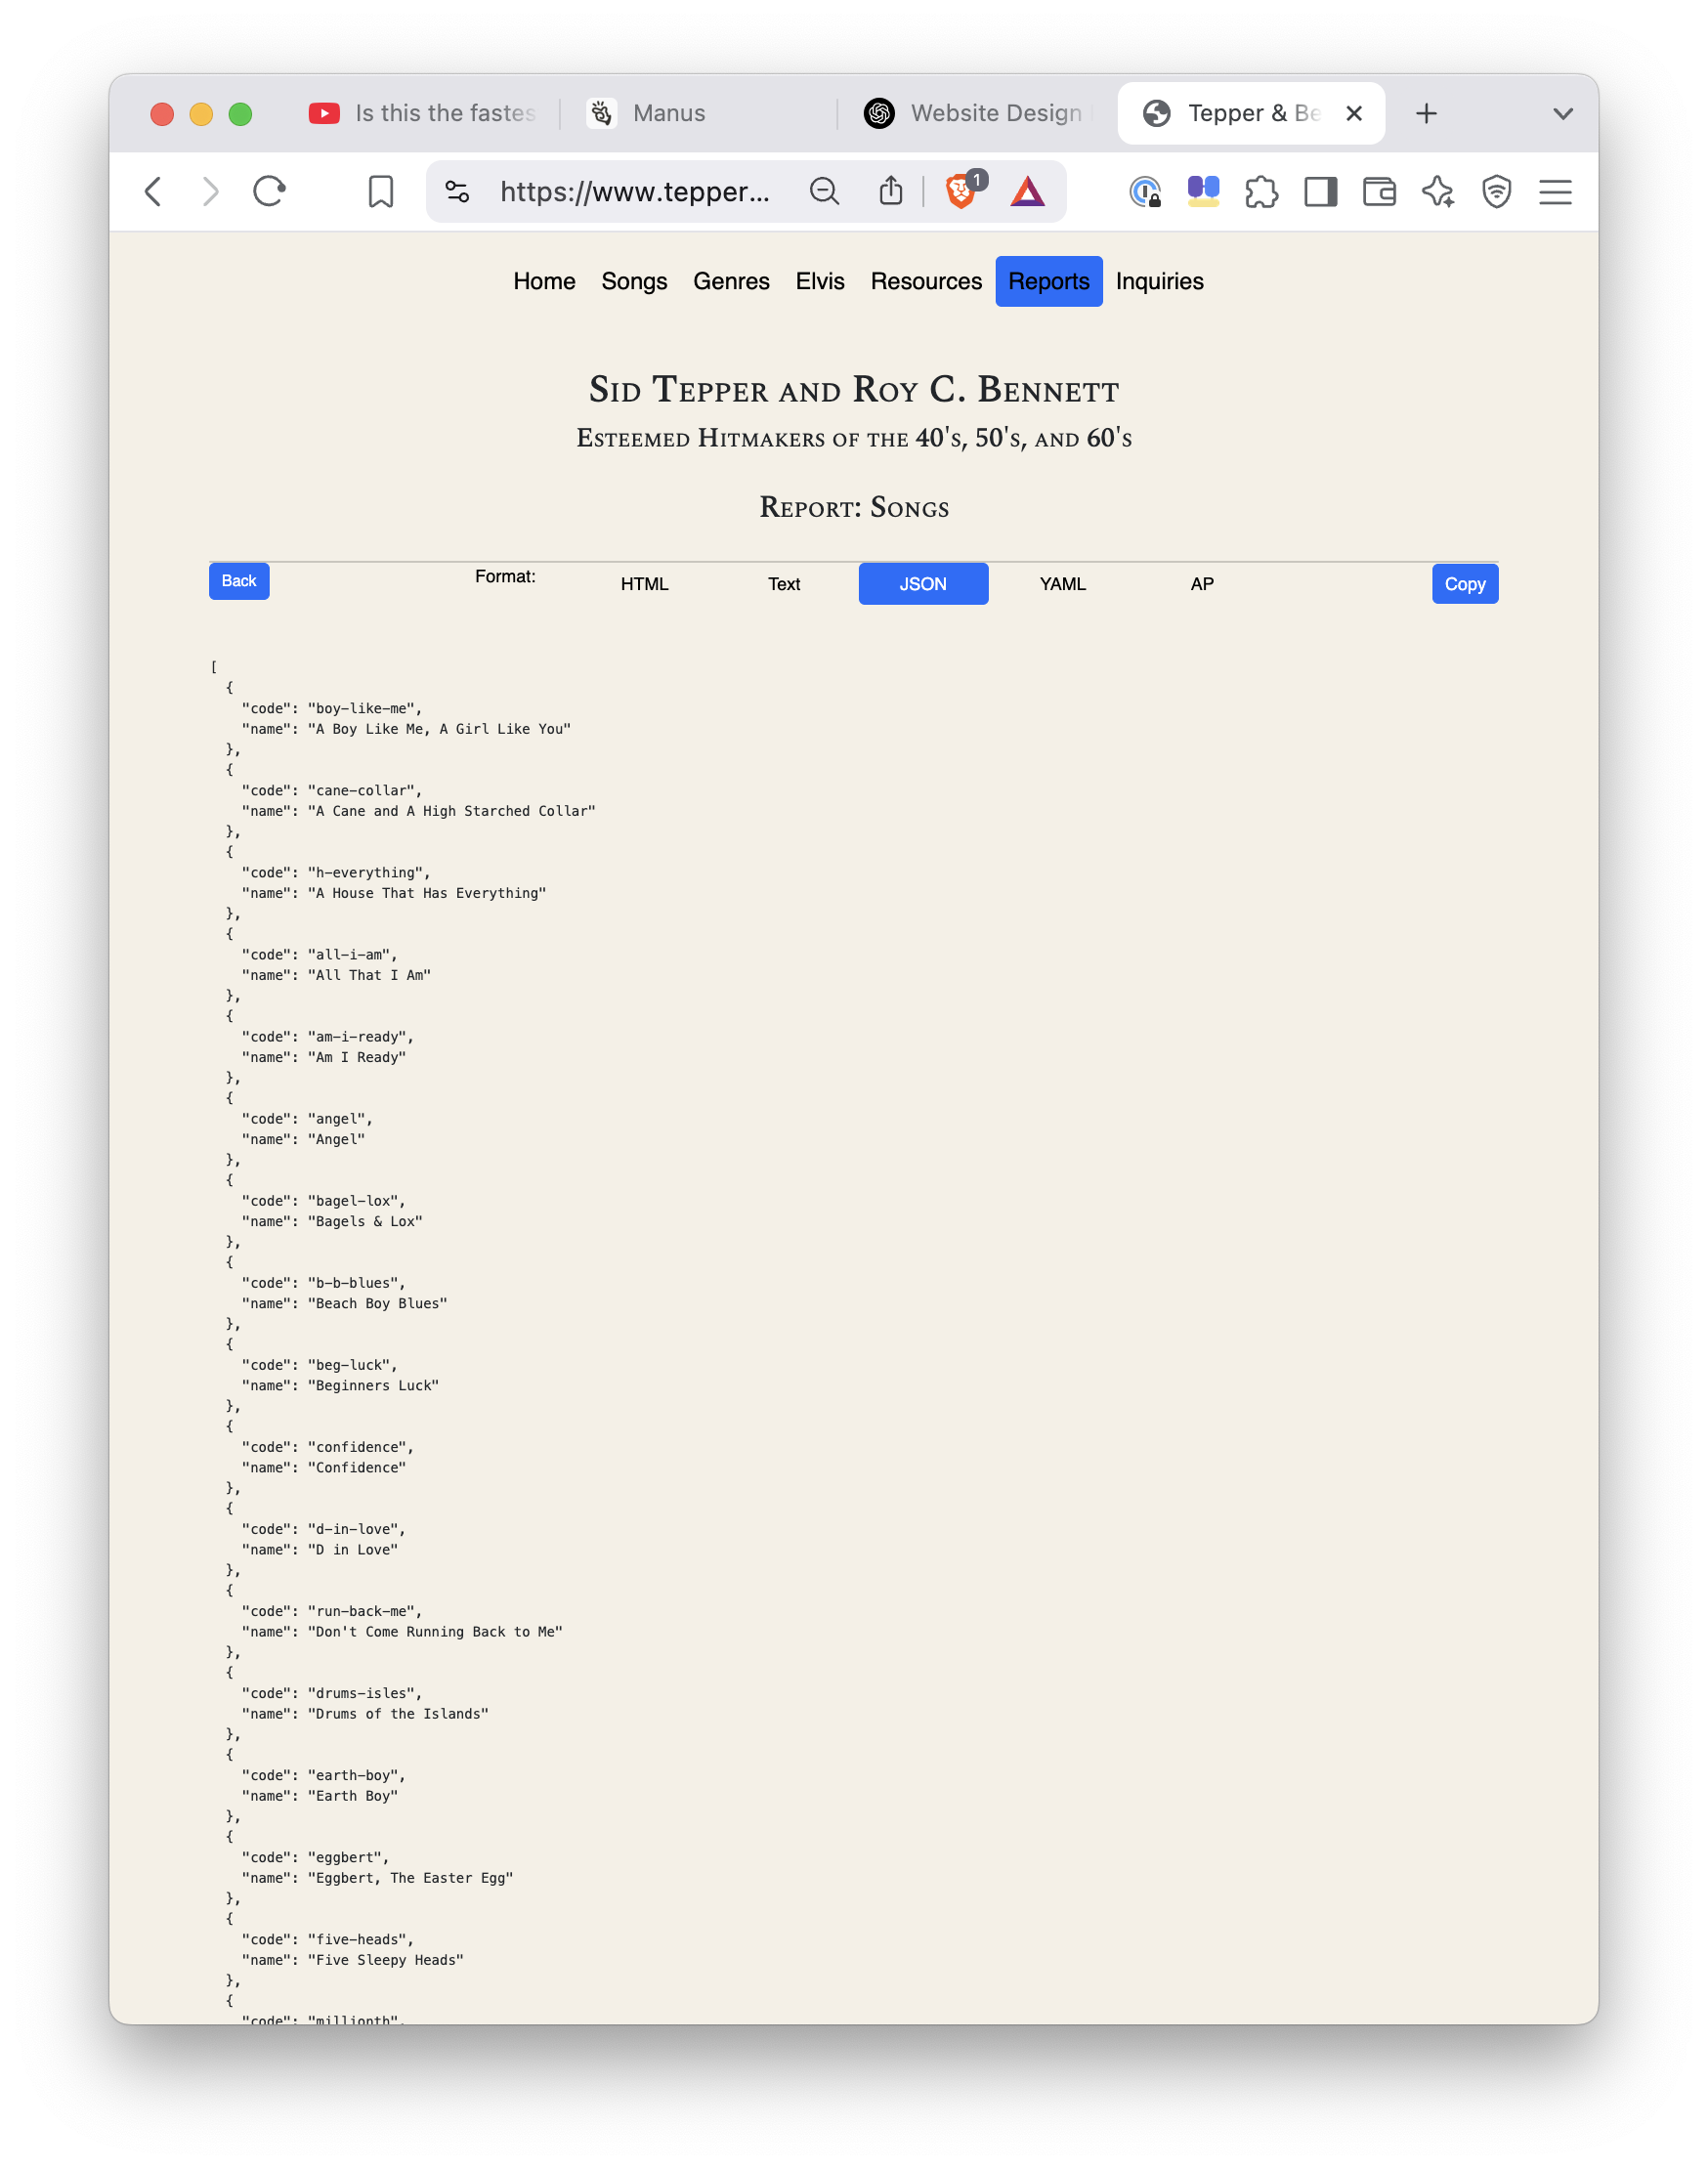 Is this the fastes
Manus
Website Design
Tepper & Be
https://www.tepper...
1
Home Songs Genres Elvis Resources Reports Inquiries
Sid Tepper and Roy C. Bennett
Esteemed Hitmakers of the 40's, 50's, and 60's
Report: Songs
Back Format: HTML Text JSON YAML AP Copy
[
  {
    "code": "boy-like-me",
    "name": "A Boy Like Me, A Girl Like You"
  },
  {
    "code": "cane-collar",
    "name": "A Cane and A High Starched Collar"
  },
  {
    "code": "h-everything",
    "name": "A House That Has Everything"
  },
  {
    "code": "all-i-am",
    "name": "All That I Am"
  },
  {
    "code": "am-i-ready",
    "name": "Am I Ready"
  },
  {
    "code": "angel",
    "name": "Angel"
  },
  {
    "code": "bagel-lox",
    "name": "Bagels & Lox"
  },
  {
    "code": "b-b-blues",
    "name": "Beach Boy Blues"
  },
  {
    "code": "beg-luck",
    "name": "Beginners Luck"
  },
  {
    "code": "confidence",
    "name": "Confidence"
  },
  {
    "code": "d-in-love",
    "name": "D in Love"
  },
  {
    "code": "run-back-me",
    "name": "Don't Come Running Back to Me"
  },
  {
    "code": "drums-isles",
    "name": "Drums of the Islands"
  },
  {
    "code": "earth-boy",
    "name": "Earth Boy"
  },
  {
    "code": "eggbert",
    "name": "Eggbert, The Easter Egg"
  },
  {
    "code": "five-heads",
    "name": "Five Sleepy Heads"
  },
  {
    "code": "millionth",